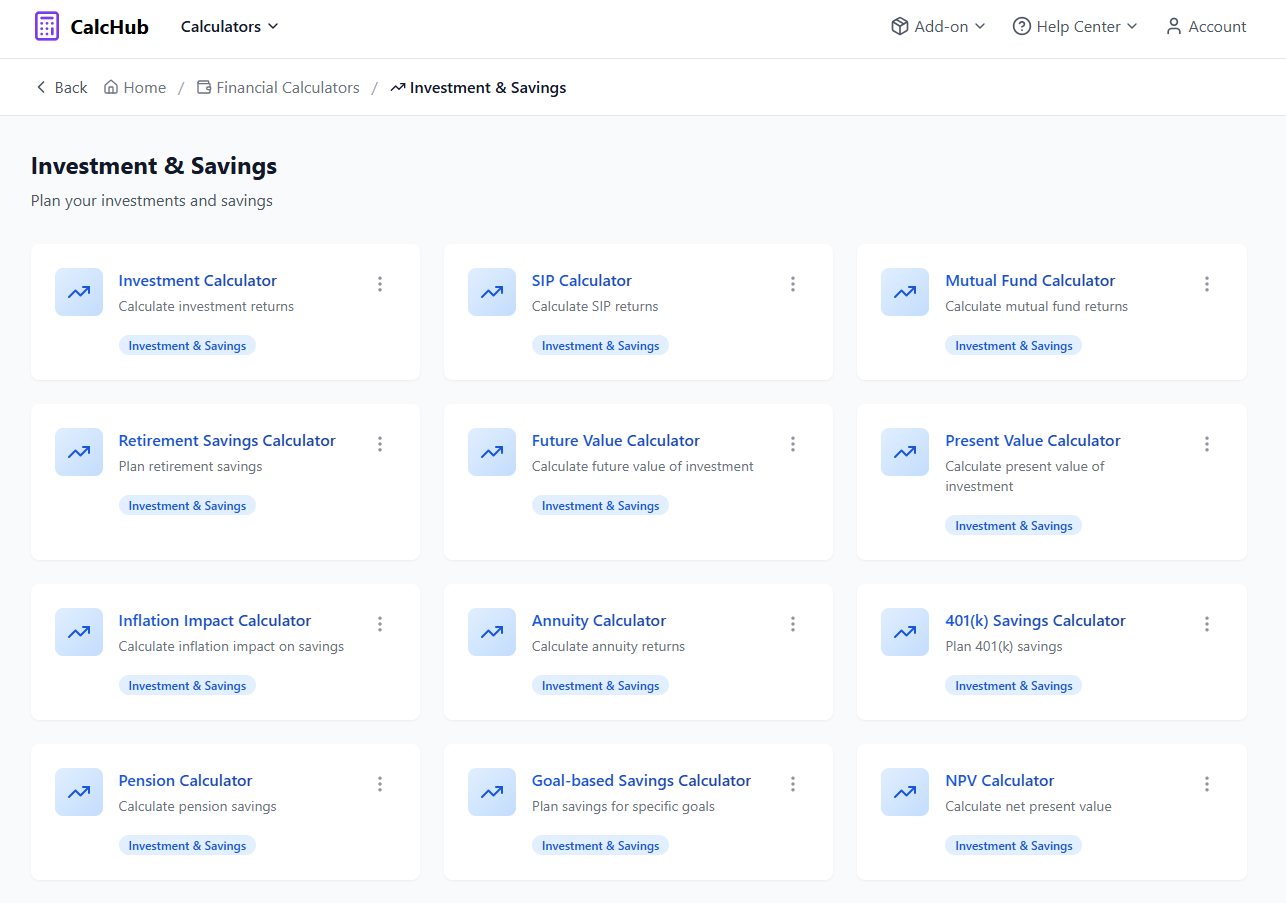 CalcHub
Calculators
Add-on
Help Center
Account
Back
Home
/
Financial Calculators
/
Investment & Savings
Investment & Savings
Plan your investments and savings
Investment Calculator
Calculate investment returns
Investment & Savings
SIP Calculator
Calculate SIP returns
Investment & Savings
Mutual Fund Calculator
Calculate mutual fund returns
Investment & Savings
Retirement Savings Calculator
Plan retirement savings
Investment & Savings
Future Value Calculator
Calculate future value of investment
Investment & Savings
Present Value Calculator
Calculate present value of
investment
Investment & Savings
Inflation Impact Calculator
Calculate inflation impact on savings
Investment & Savings
Annuity Calculator
Calculate annuity returns
Investment & Savings
401(k) Savings Calculator
Plan 401(k) savings
Investment & Savings
Pension Calculator
Calculate pension savings
Investment & Savings
Goal-based Savings Calculator
Plan savings for specific goals
Investment & Savings
NPV Calculator
Calculate net present value
Investment & Savings